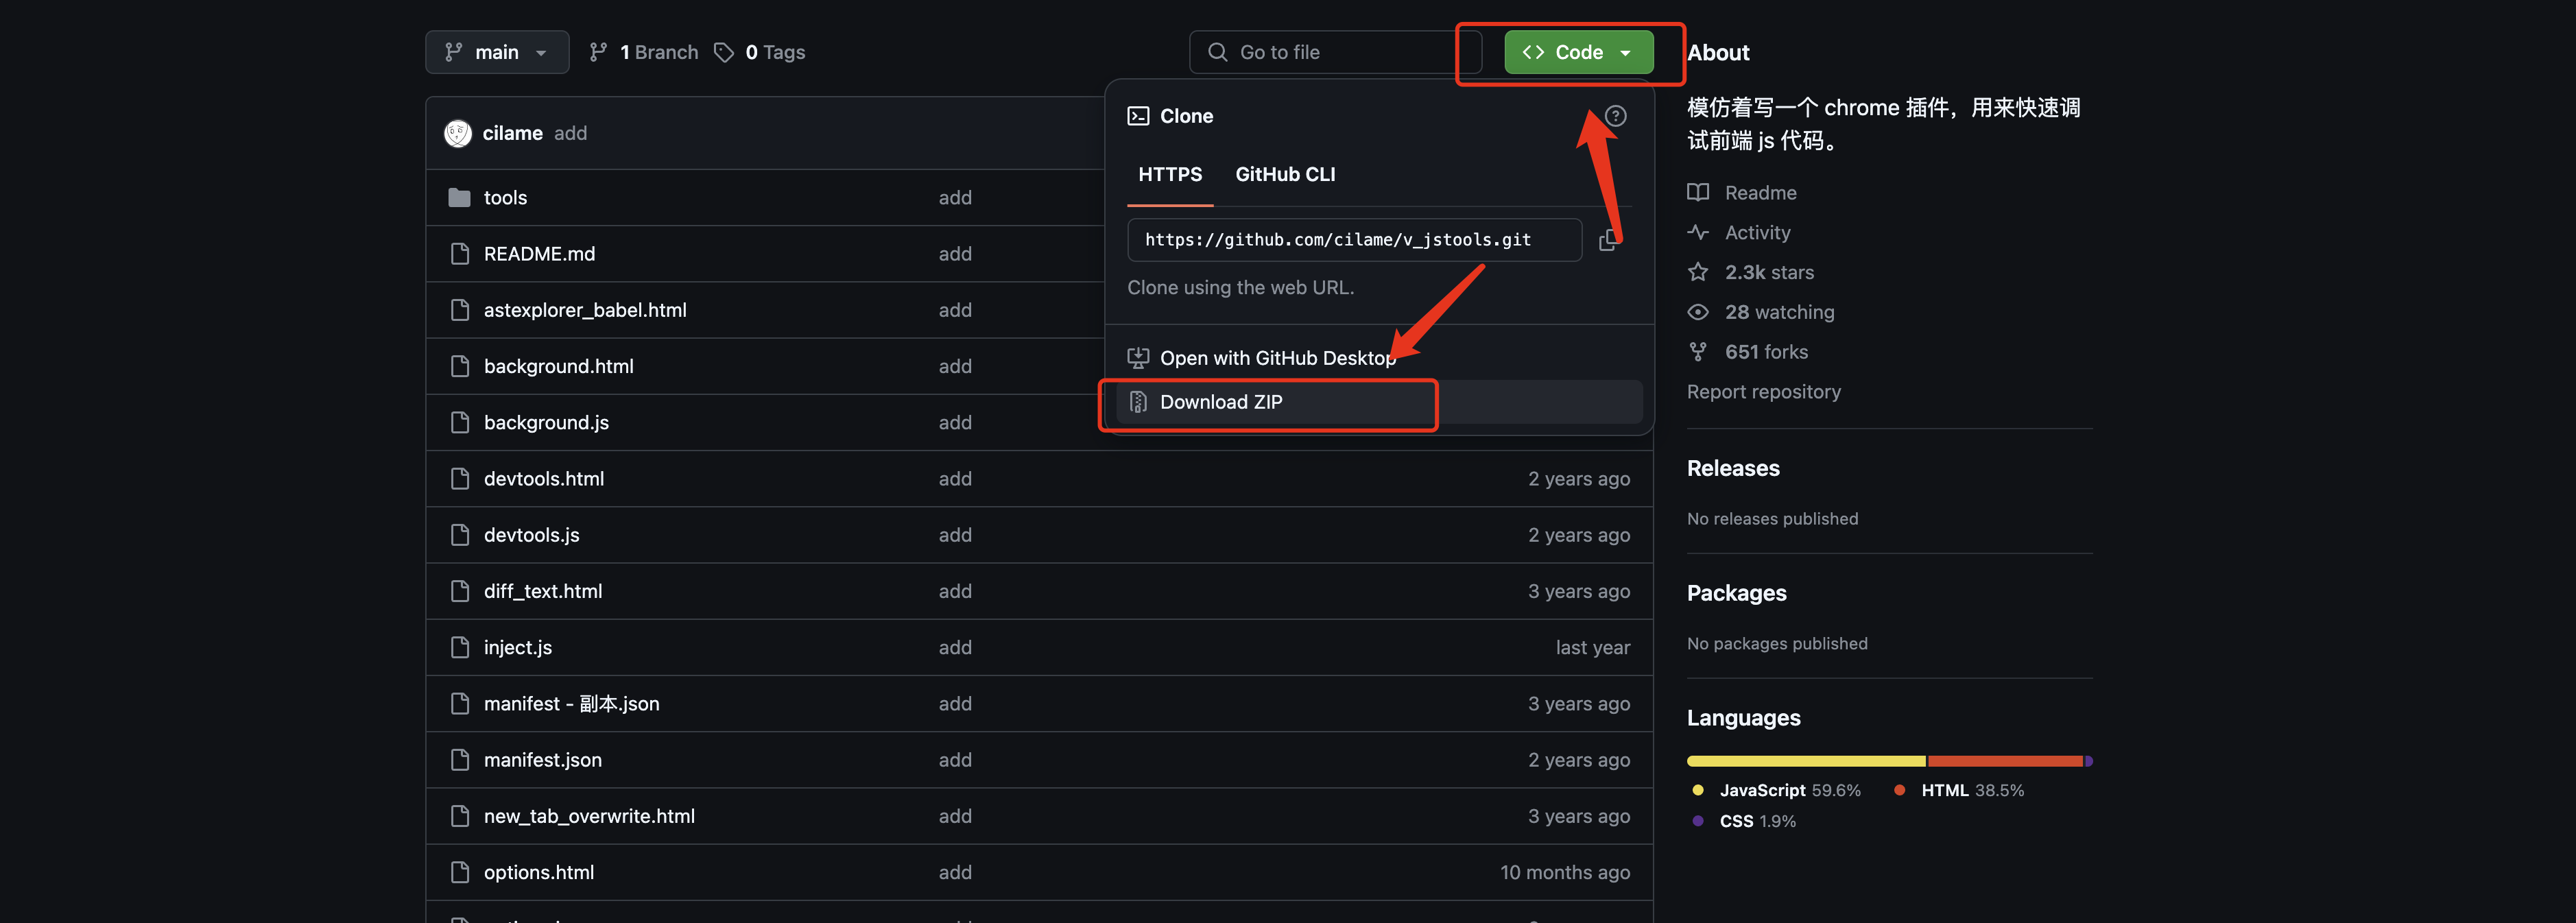 main
1 Branch
0 Tags
Go to file
Code
cilame add
tools add
README.md add
astexplorer_babel.html add
background.html add
background.js add
devtools.html add 2 years ago
devtools.js add 2 years ago
diff_text.html add 3 years ago
inject.js add last year
manifest - 副本.json add 3 years ago
manifest.json add 2 years ago
new_tab_overwrite.html add 3 years ago
options.html add 10 months ago
Clone
HTTPS GitHub CLI
https://github.com/cilame/v_jstools.git
Clone using the web URL.
Open with GitHub Desktop
Download ZIP
About
模仿着写一个 chrome 插件，用来快速调
试前端 js 代码。
Readme
Activity
2.3k stars
28 watching
651 forks
Report repository
Releases
No releases published
Packages
No packages published
Languages
JavaScript 59.6% HTML 38.5%
CSS 1.9%